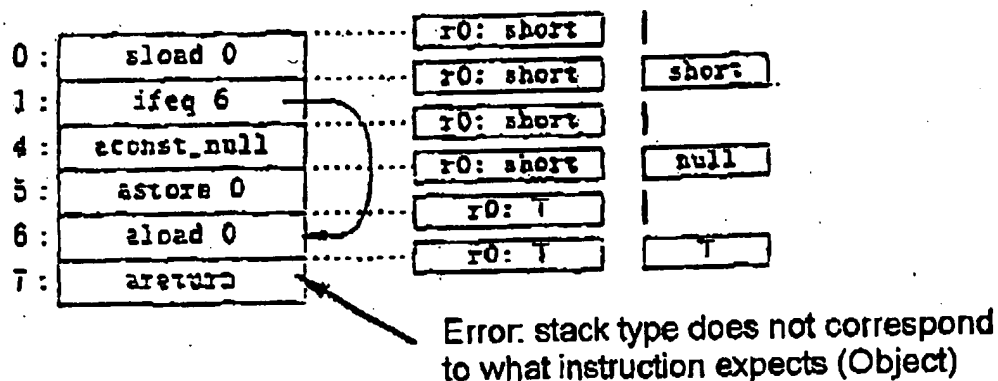 r0: short
0: sload 0
r0: short short
1: ifeq 6
r0: short
4: aconst_null
r0: short null
5: astore 0
r0: T
6: aload 0
r0: T T
7: areturn
Error: stack type does not correspond
to what instruction expects (Object)